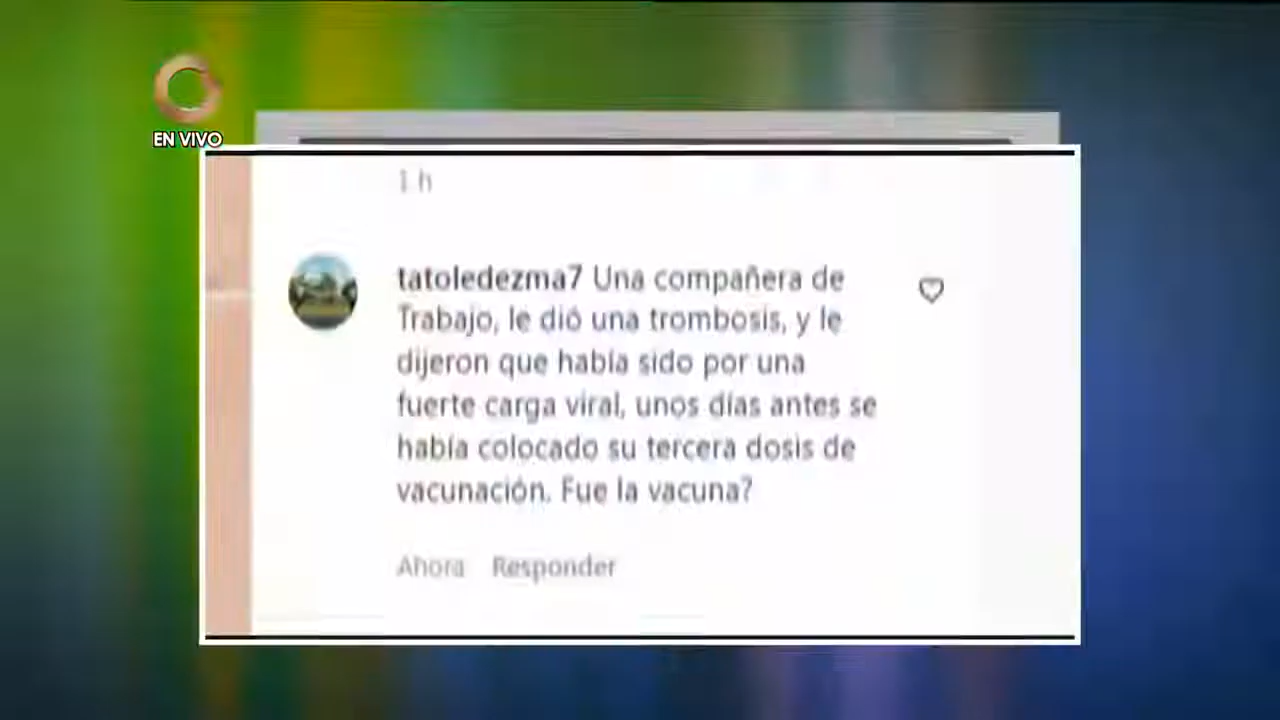 EN VIVO
1 h
tatoledezma7 Una compañera de
Trabajo, le dió una trombosis, y le
dijeron que había sido por una
fuerte carga viral, unos días antes se
había colocado su tercera dosis de
vacunación. Fue la vacuna?
Ahora Responder